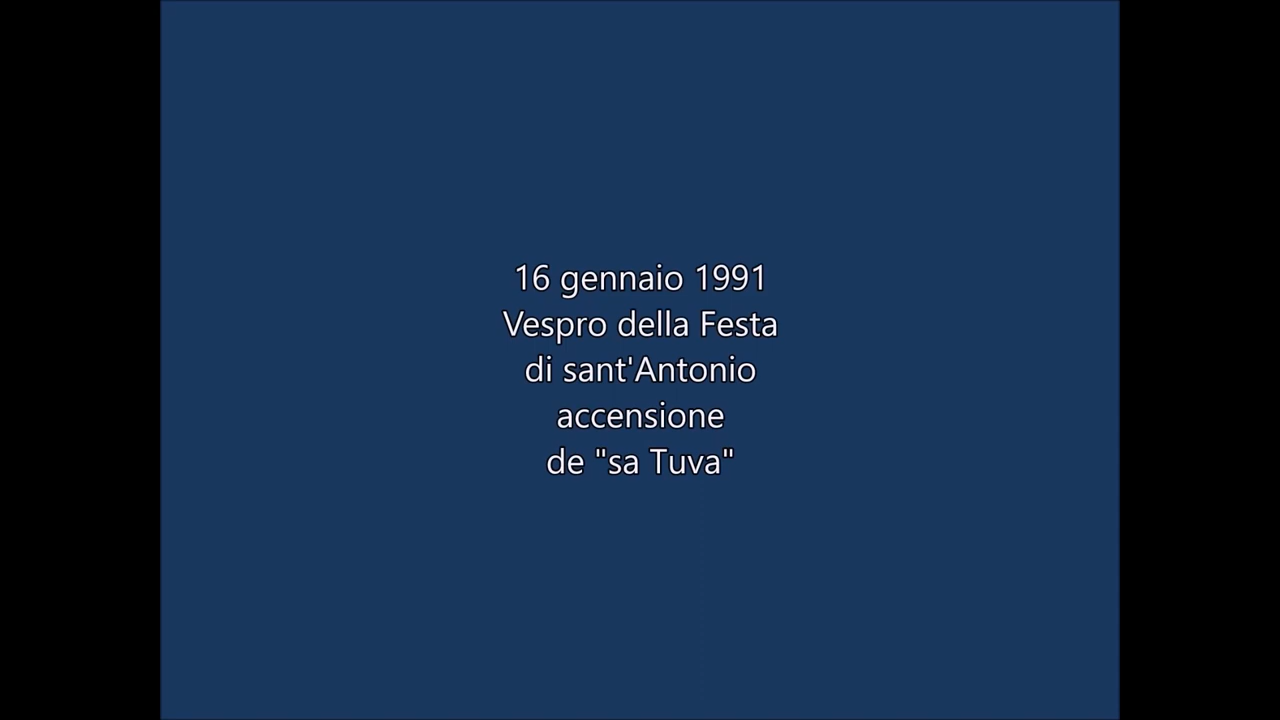 16 gennaio 1991
Vespro della Festa
di sant'Antonio
accensione
de "sa Tuva"